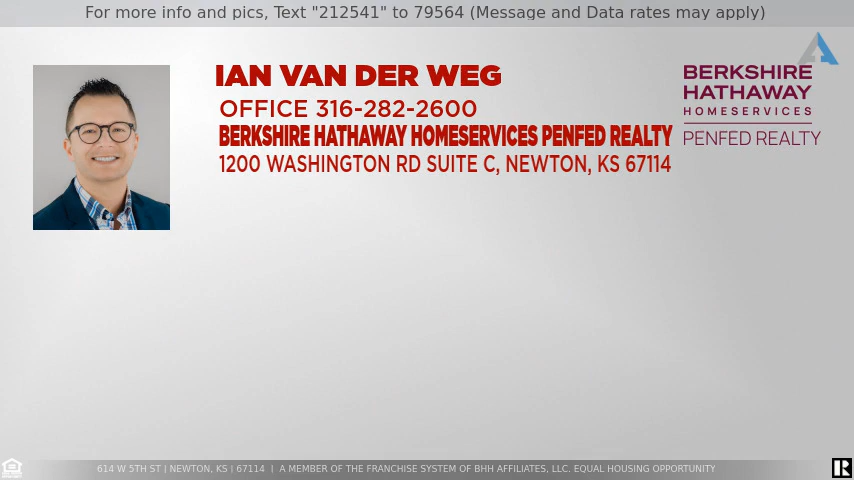 For more info and pics, Text "212541" to 79564 (Message and Data rates may apply)
IAN VAN DER WEG
OFFICE 316-282-2600
BERKSHIRE HATHAWAY HOMESERVICES PENFED REALTY
1200 WASHINGTON RD SUITE C, NEWTON, KS 67114
BERKSHIRE
HATHAWAY
HOMESERVICES
PENFED REALTY
614 W 5TH ST | NEWTON, KS | 67114 | A MEMBER OF THE FRANCHISE SYSTEM OF BHH AFFILIATES, LLC. EQUAL HOUSING OPPORTUNITY